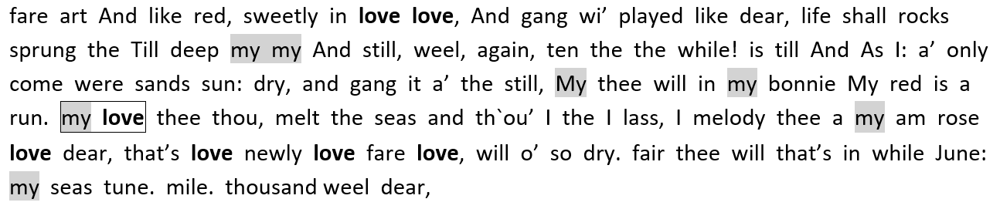 fare art And like red, sweetly in love love, And gang wi’ played like dear, life shall rocks
sprung the Till deep my my And still, weel, again, ten the the while! is till And As I: a’ only
come were sands sun: dry, and gang it a’ the still, My thee will in my bonnie My red is a
run. my love thee thou, melt the seas and th`ou’ I the I lass, I melody thee a my am rose
love dear, that’s love newly love fare love, will o’ so dry. fair thee will that’s in while June:
my seas tune. mile. thousand weel dear,